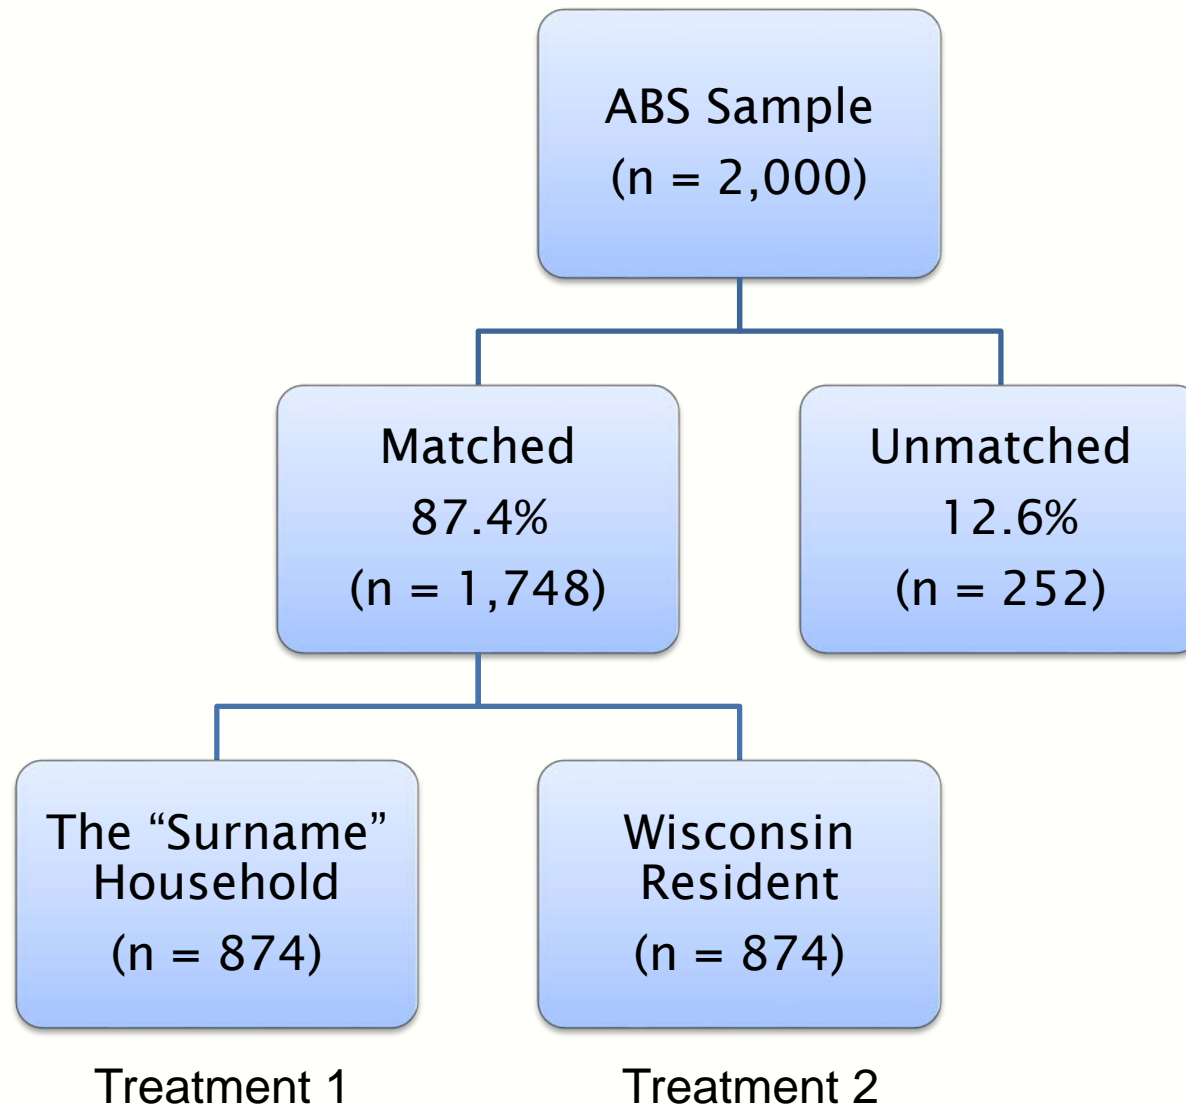 ABS Sample
(n = 2,000)
Matched
87.4%
(n = 1,748)
Unmatched
12.6%
(n = 252)
The “Surname”
Household
(n = 874)
Wisconsin
Resident
(n = 874)
Treatment 1
Treatment 2